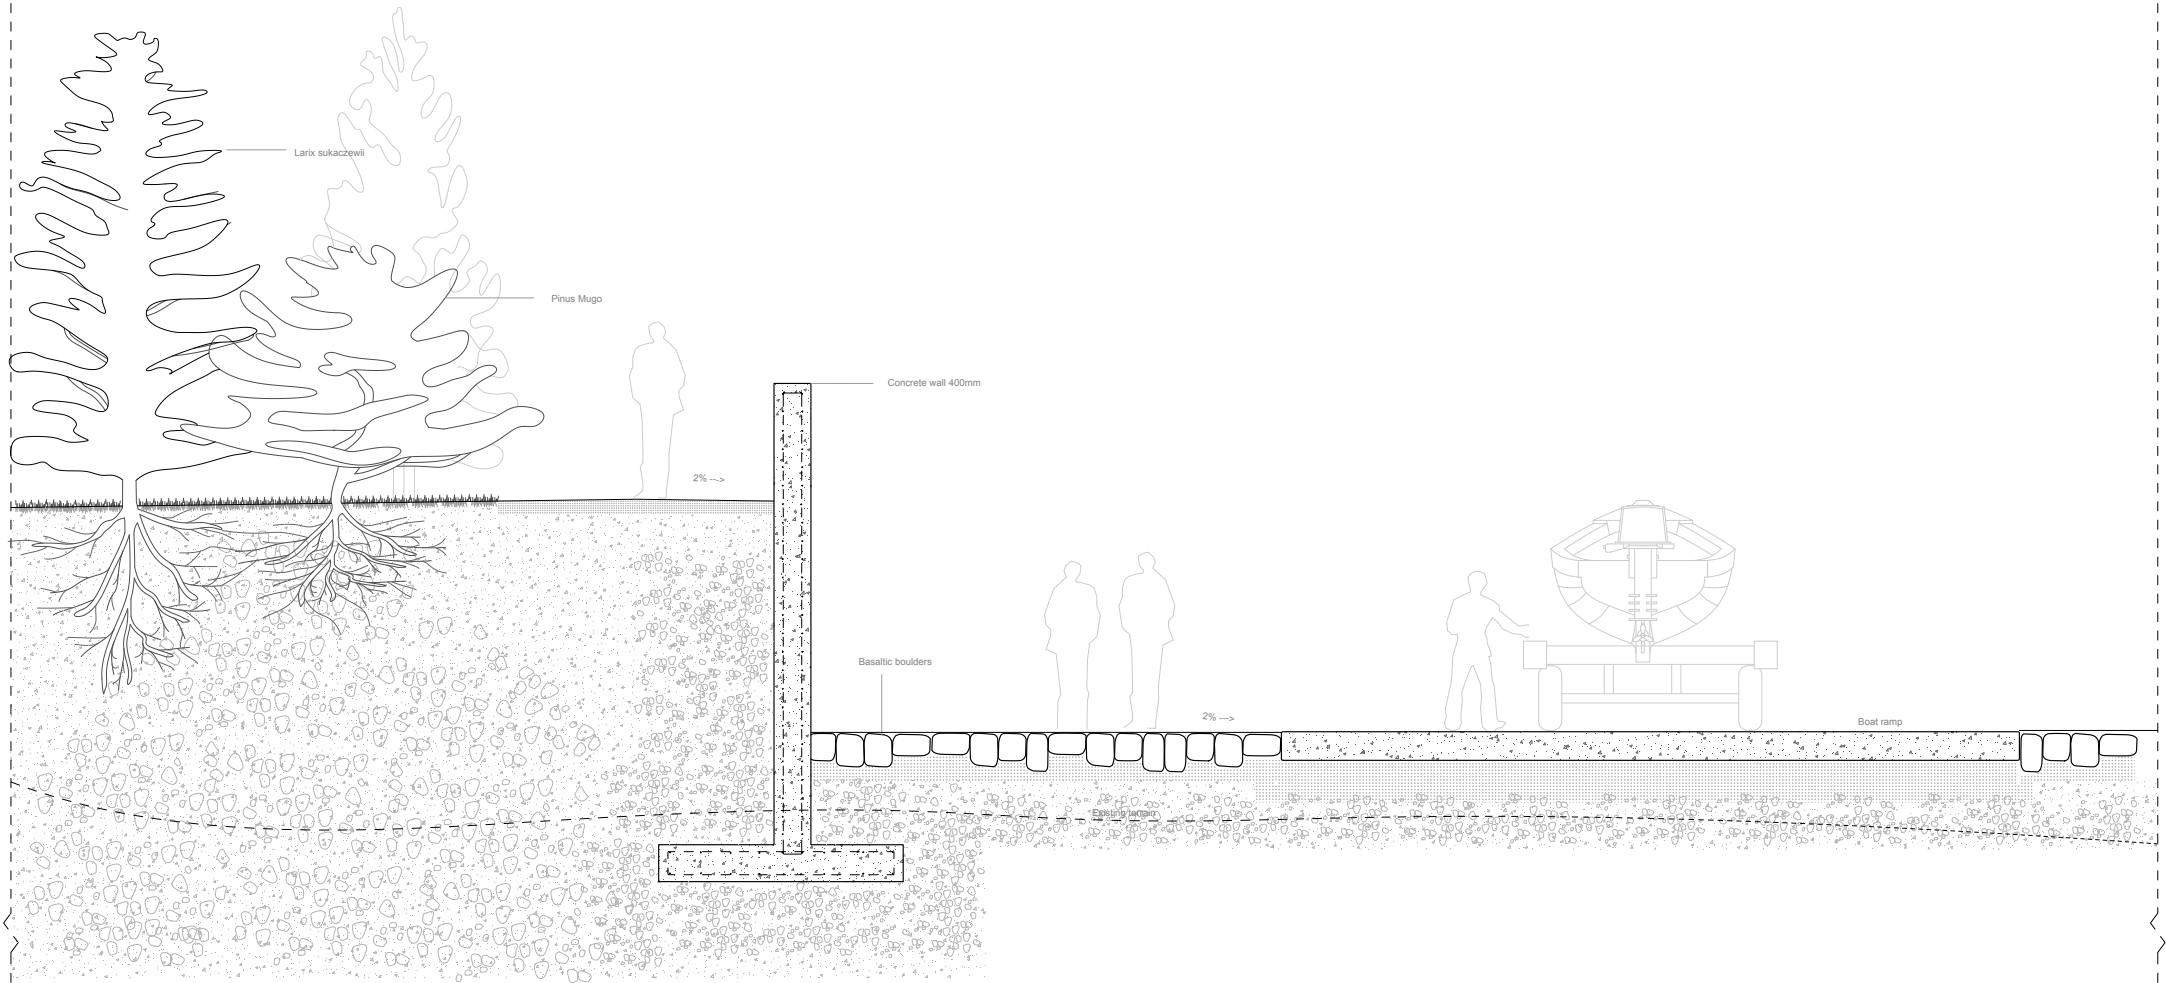 Larix sukaczewii
Pinus Mugo
Concrete wall 400mm
2% --->
Basaltic boulders
2% --->
Boat ramp
Existing terrain